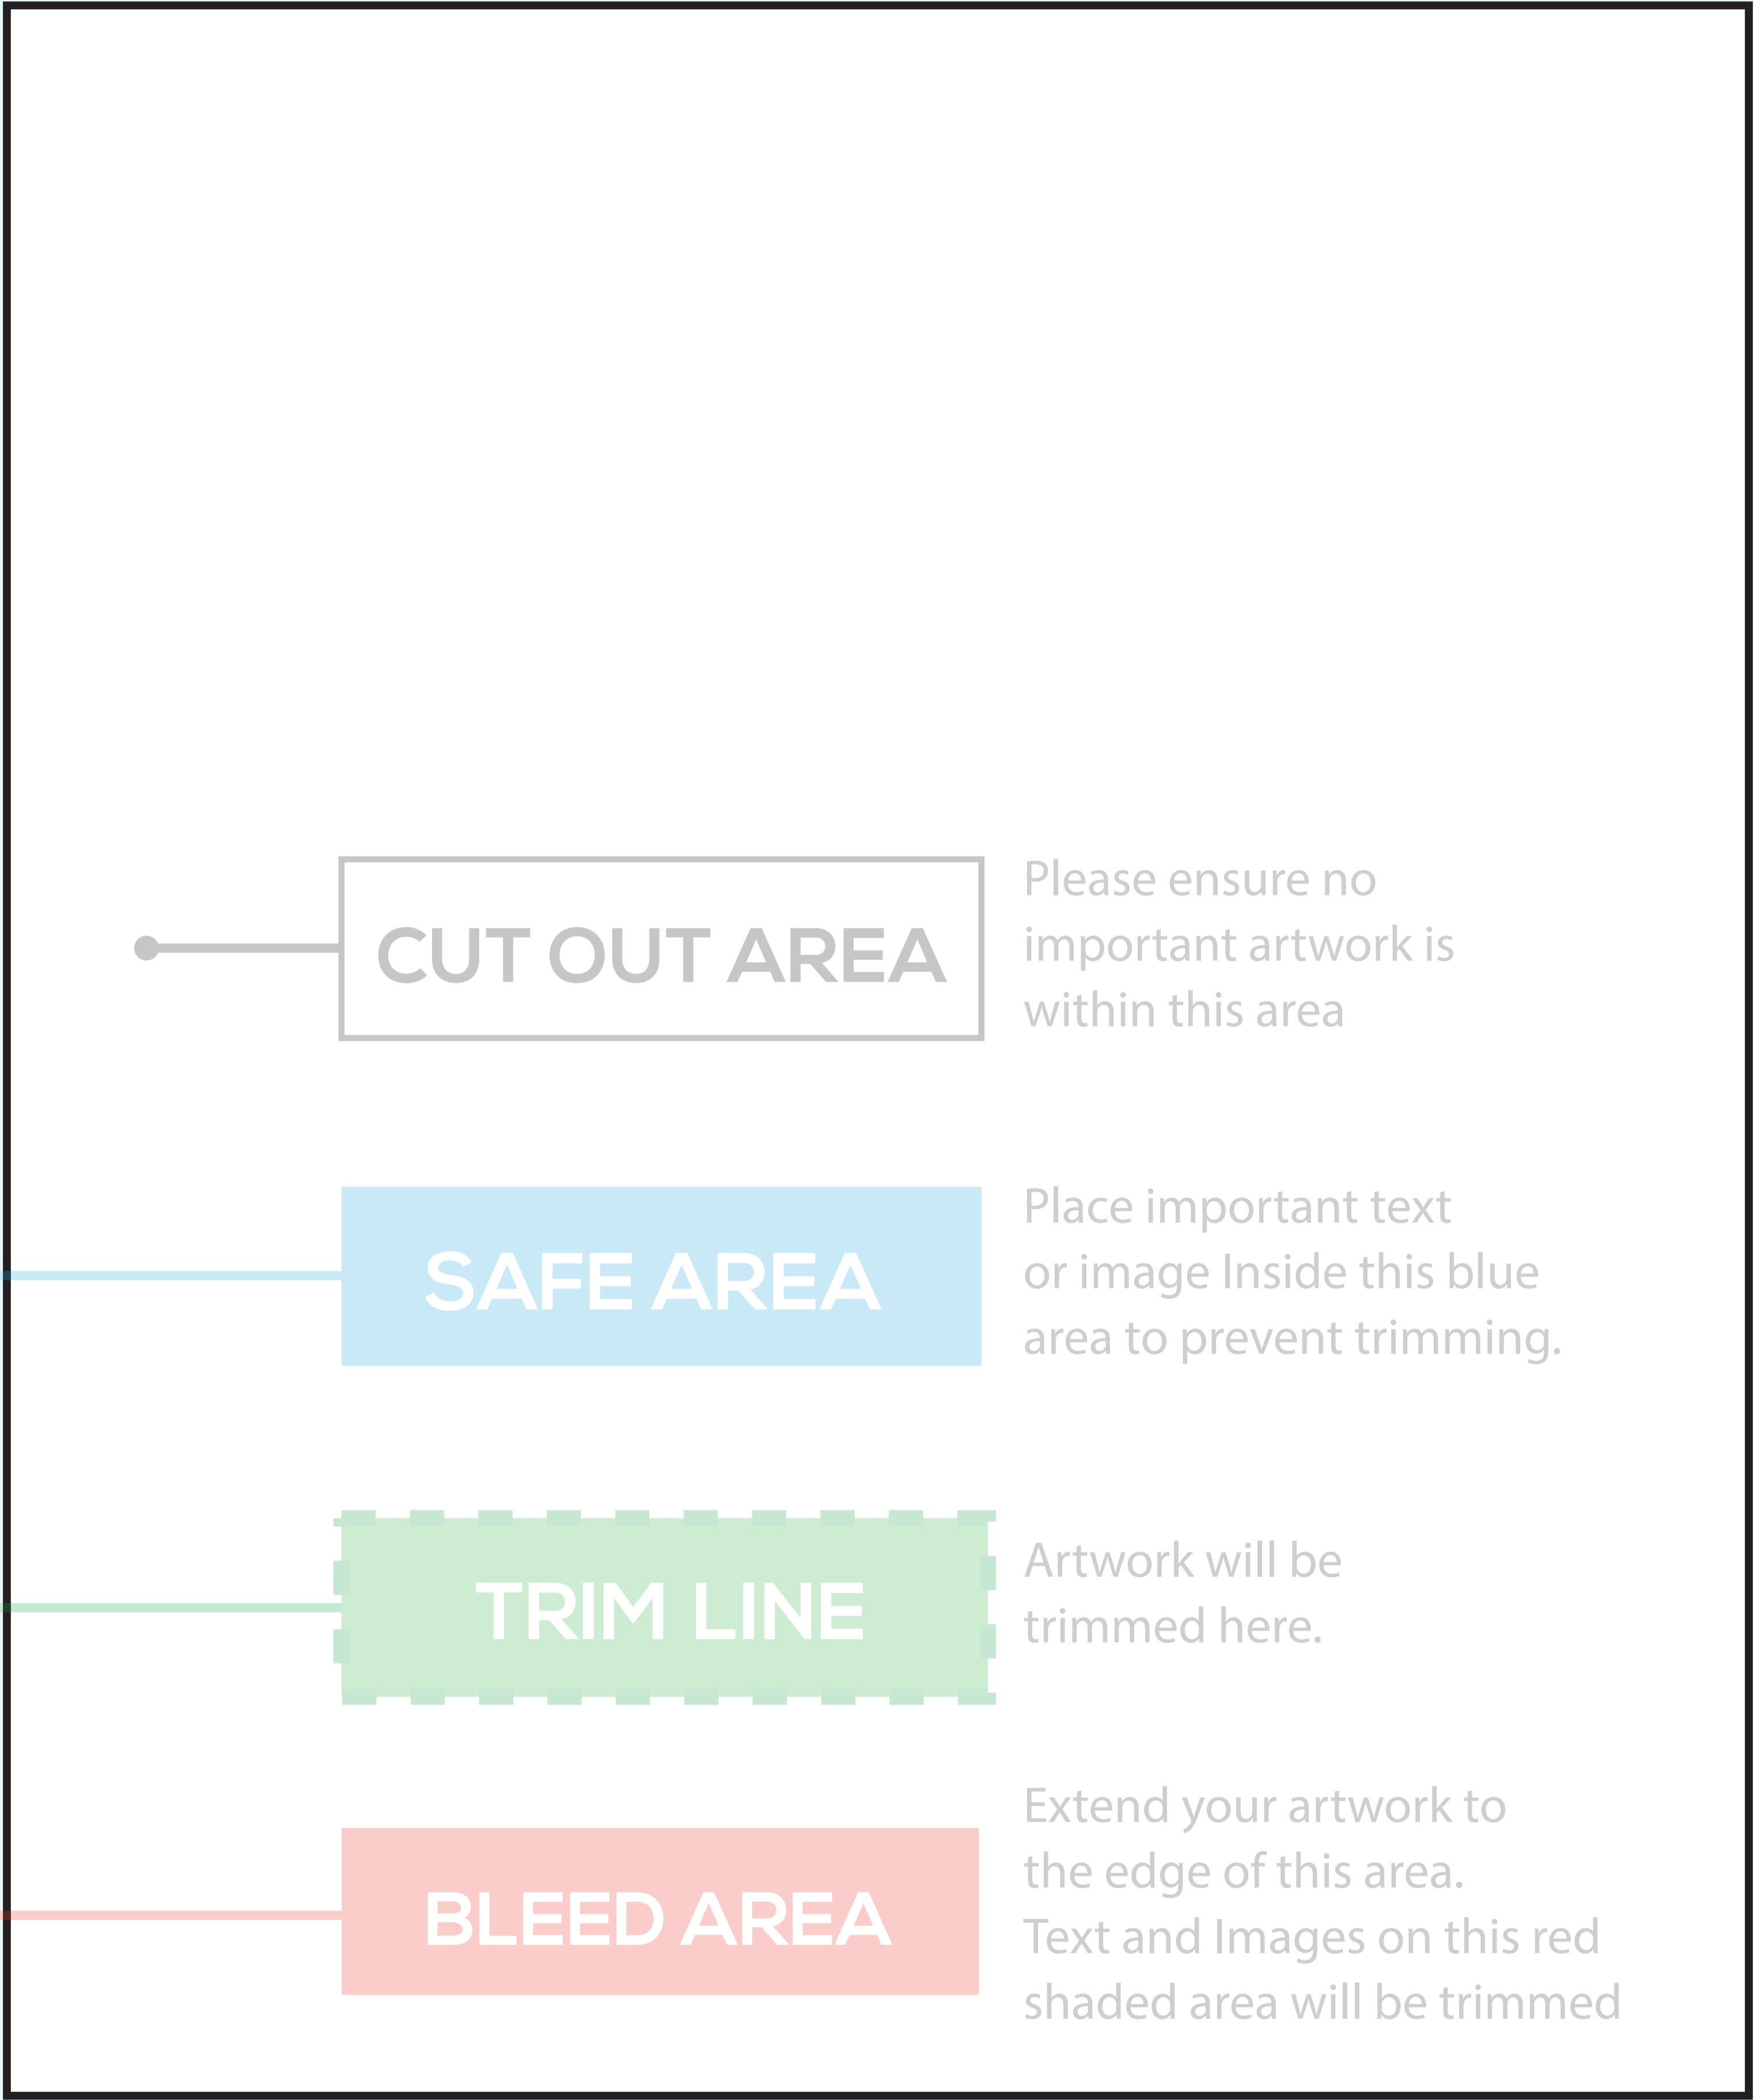 CUT OUT AREA
Please ensure no
important artwork is
within this area
SAFE AREA
Place important text
or images Inside this blue
area to prevent trimming.
TRIM LINE
Artwork will be
trimmed here.
BLEED AREA
Extend your artwork to
the edge of this area.
Text and Images on this red
shaded area will be trimmed